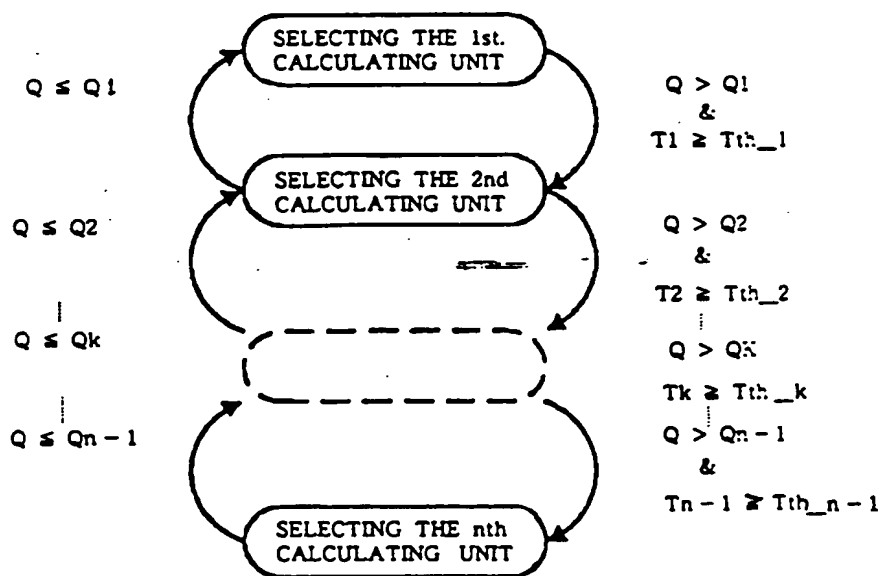 SELECTING THE 1st.
CALCULATING UNIT
Q ≤ Q1
Q > Q1
&
T1 ≧ Tth_1
SELECTING THE 2nd
CALCULATING UNIT
Q ≤ Q2
Q > Q2
&
T2 ≧ Tth_2
Q ≤ Qk
Q > QK
Tk ≧ Tth_k
Q ≤ Qn-1
Q > Qn-1
&
Tn-1 ≧ Tth_n-1
SELECTING THE nth
CALCULATING UNIT